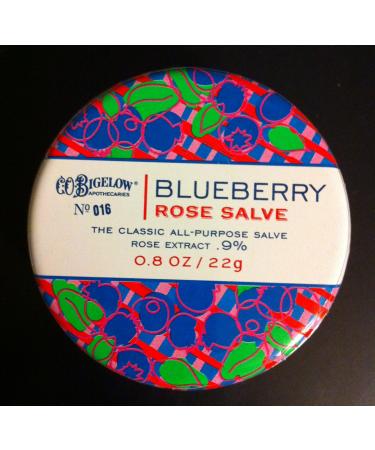 C.O. BIGELOW®
APOTHECARIES
Nº 016
BLUEBERRY
ROSE SALVE
THE CLASSIC ALL-PURPOSE SALVE
ROSE EXTRACT .9%
0.8 OZ / 22g